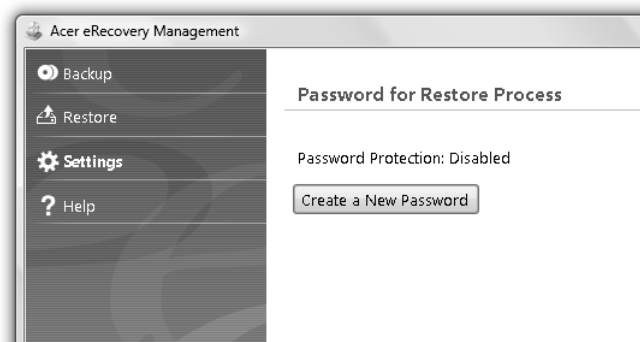 Acer eRecovery Management
Backup
Restore
Settings
Help
Password for Restore Process
Password Protection: Disabled
Create a New Password